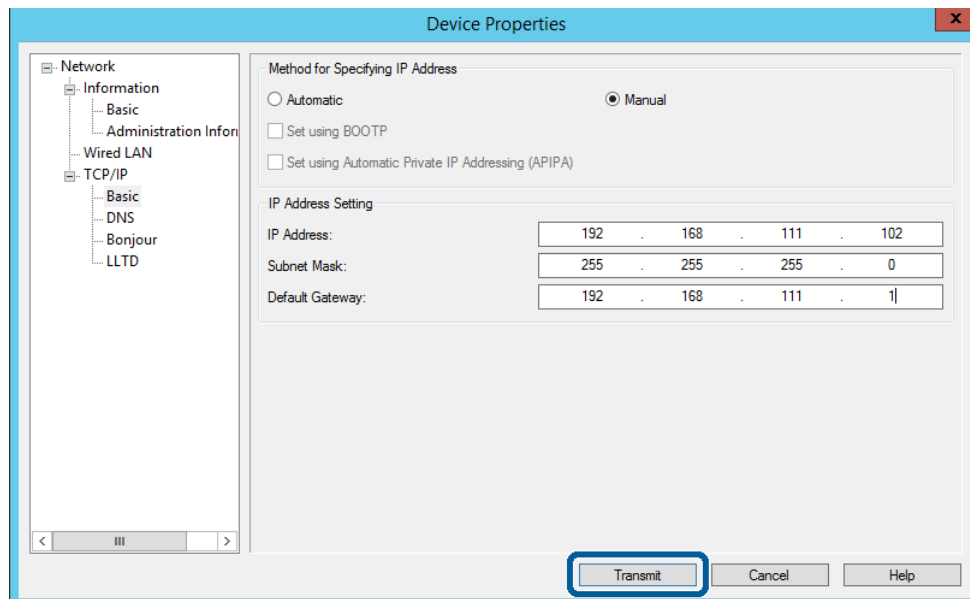 Device Properties
x
Network
Information
Basic
Administration Infor
Wired LAN
TCP/IP
Basic
DNS
Bonjour
LLTD
Method for Specifying IP Address
Automatic
Manual
Set using BOOTP
Set using Automatic Private IP Addressing (APIPA)
IP Address Setting
IP Address: 192 . 168 . 111 . 102
Subnet Mask: 255 . 255 . 255 . 0
Default Gateway: 192 . 168 . 111 . 1
Transmit Cancel Help